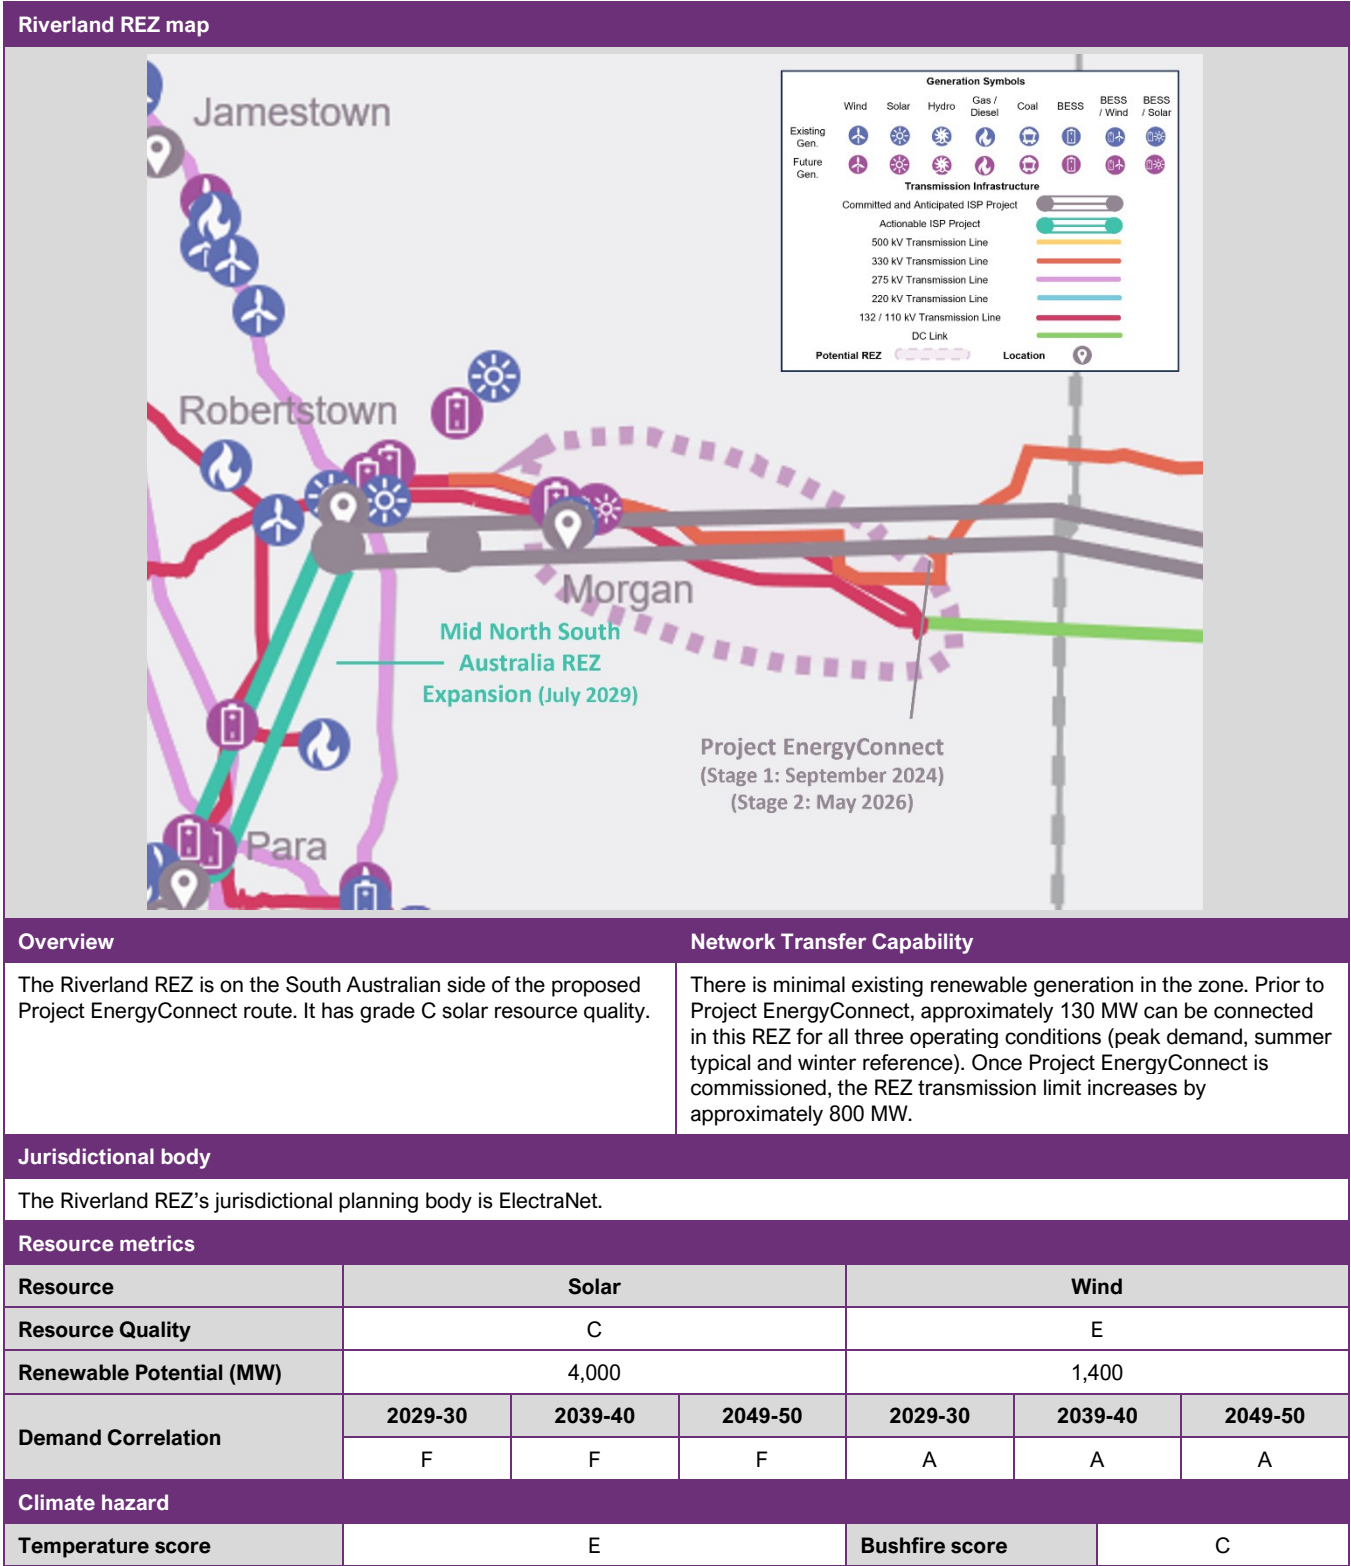 Riverland REZ map
Jamestown
Generation Symbols
Wind Solar Hydro Gas / Diesel Coal BESS BESS / Wind BESS / Solar
Existing Gen.
Future Gen.
Transmission Infrastructure
Committed and Anticipated ISP Project
Actionable ISP Project
500 kV Transmission Line
330 kV Transmission Line
275 kV Transmission Line
220 kV Transmission Line
132 / 110 kV Transmission Line
DC Link
Potential REZ Location
Robertstown
Morgan
Mid North South
Australia REZ
Expansion (July 2029)
Project EnergyConnect
(Stage 1: September 2024)
(Stage 2: May 2026)
Para
Overview
The Riverland REZ is on the South Australian side of the proposed
Project EnergyConnect route. It has grade C solar resource quality.
Network Transfer Capability
There is minimal existing renewable generation in the zone. Prior to
Project EnergyConnect, approximately 130 MW can be connected
in this REZ for all three operating conditions (peak demand, summer
typical and winter reference). Once Project EnergyConnect is
commissioned, the REZ transmission limit increases by
approximately 800 MW.
Jurisdictional body
The Riverland REZ’s jurisdictional planning body is ElectraNet.
Resource metrics
Resource Solar Wind
Resource Quality C E
Renewable Potential (MW) 4,000 1,400
Demand Correlation 2029-30 2039-40 2049-50 2029-30 2039-40 2049-50
F F F A A A
Climate hazard
Temperature score E Bushfire score C